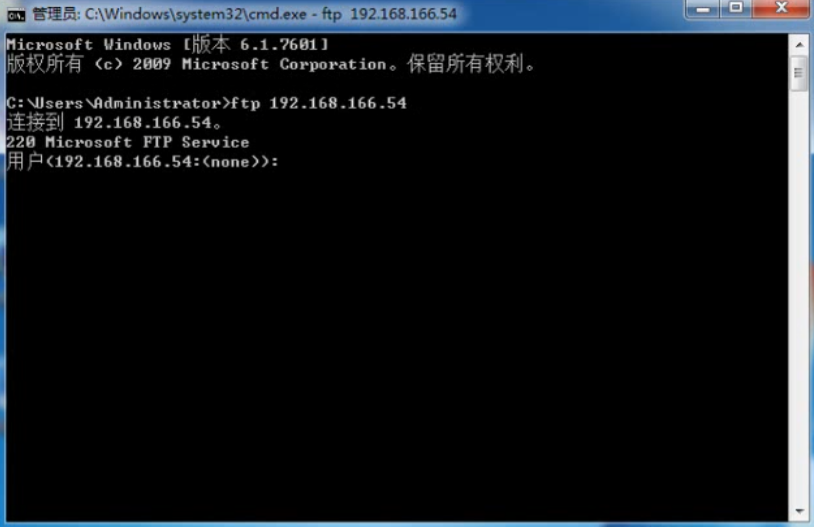 管理员: C:\Windows\system32\cmd.exe - ftp 192.168.166.54
Microsoft Windows [版本 6.1.7601]
版权所有 (c) 2009 Microsoft Corporation。保留所有权利。
C:\Users\Administrator>ftp 192.168.166.54
连接到 192.168.166.54。
220 Microsoft FTP Service
用户(192.168.166.54:(none)):